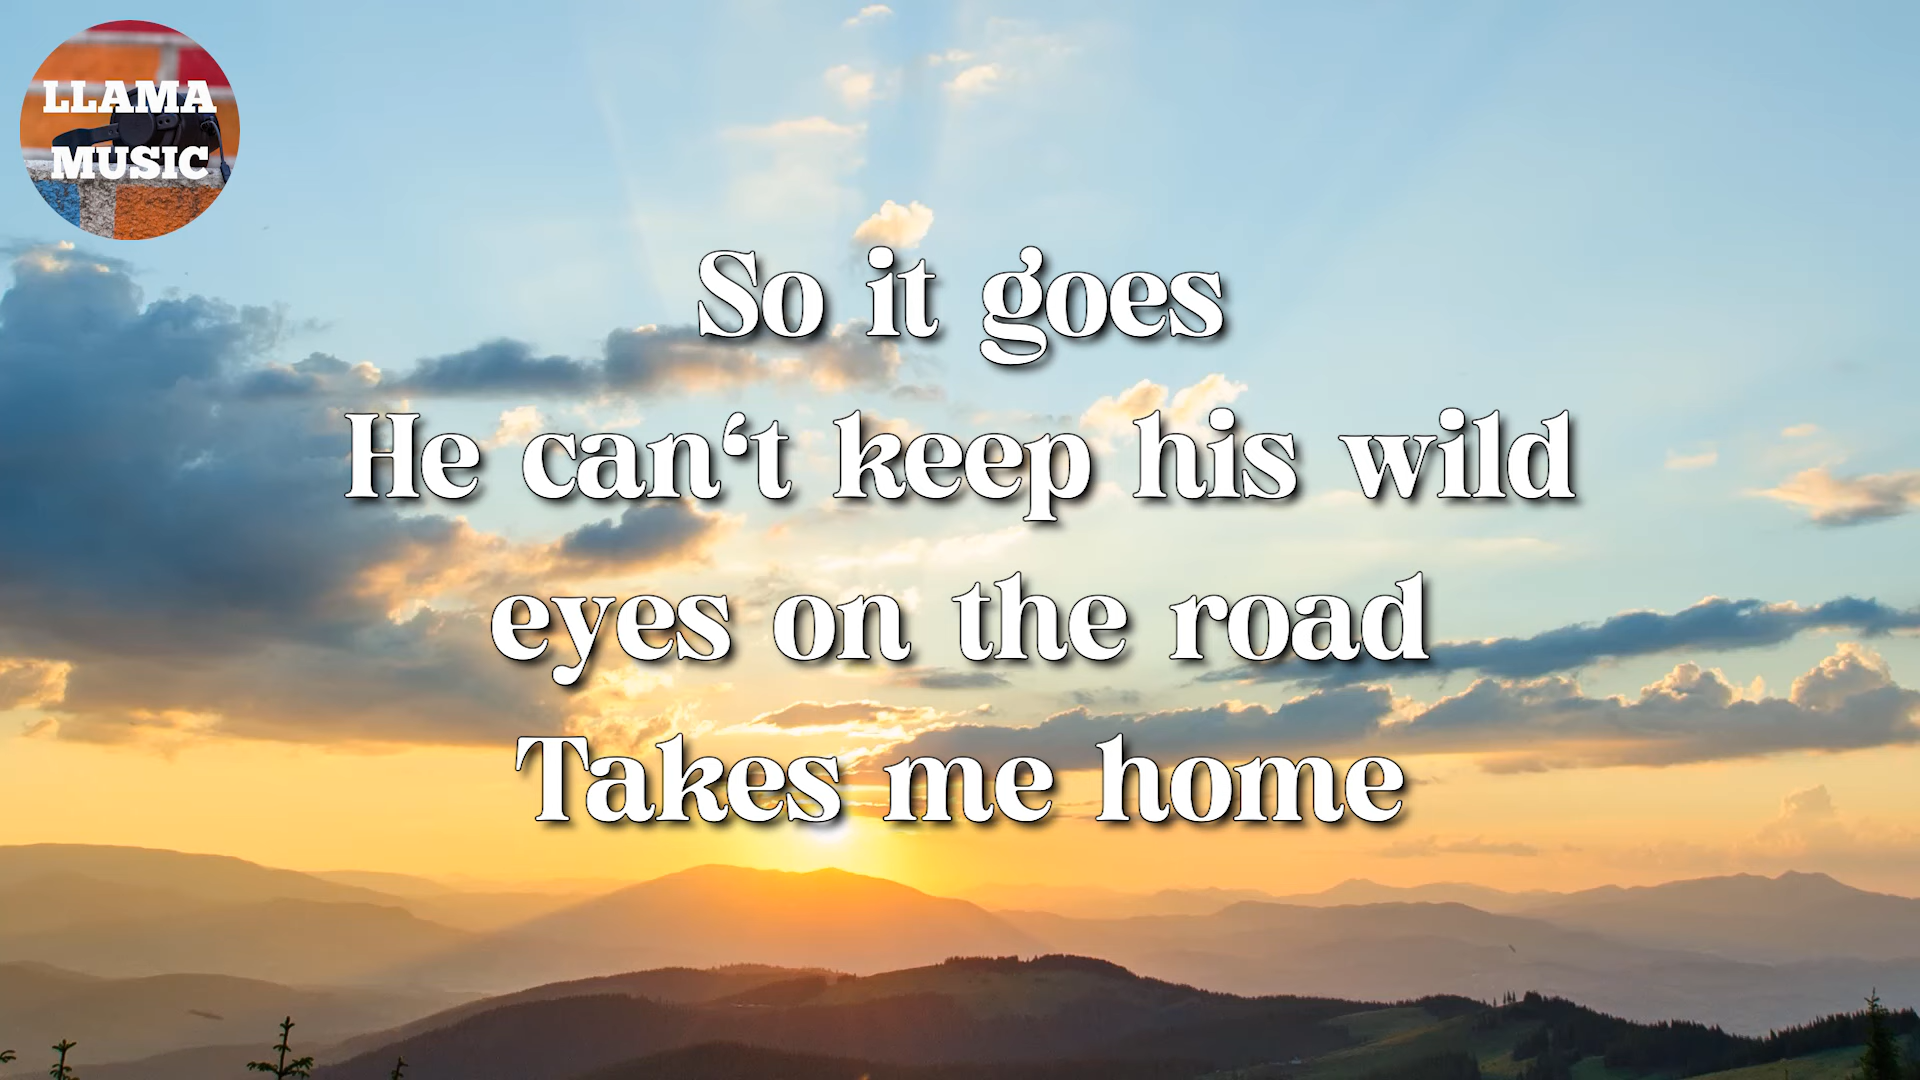 LLAMA
MUSIC
So it goes
He can‘t keep his wild
eyes on the road
Takes me home